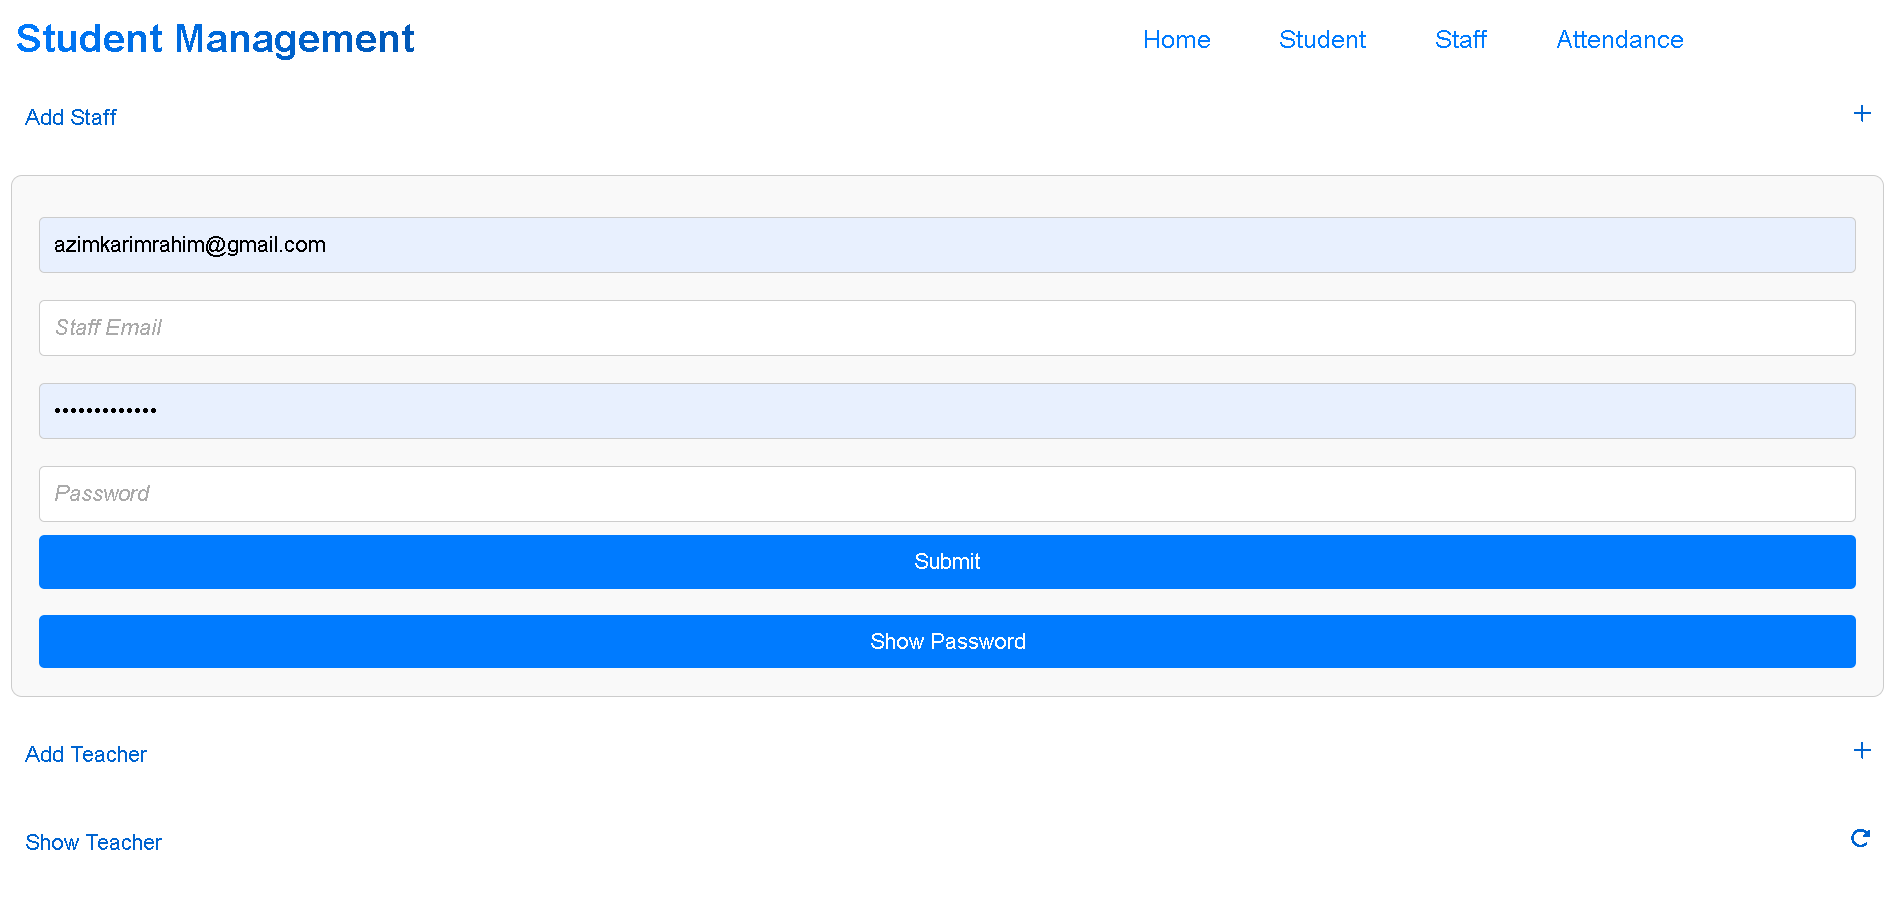 Student Management
Home Student Staff Attendance
Add Staff
azimkarimrahim@gmail.com
Staff Email
•••••••••••••
Password
Submit
Show Password
Add Teacher
Show Teacher